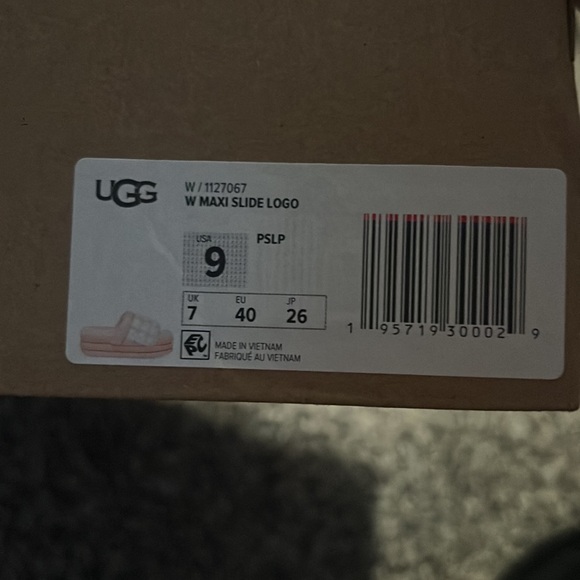 UGG
W / 1127067
W MAXI SLIDE LOGO
USA
9
PSLP
UK EU JP
7 40 26
MADE IN VIETNAM
FABRIQUÉ AU VIETNAM
1 95719 30002 9